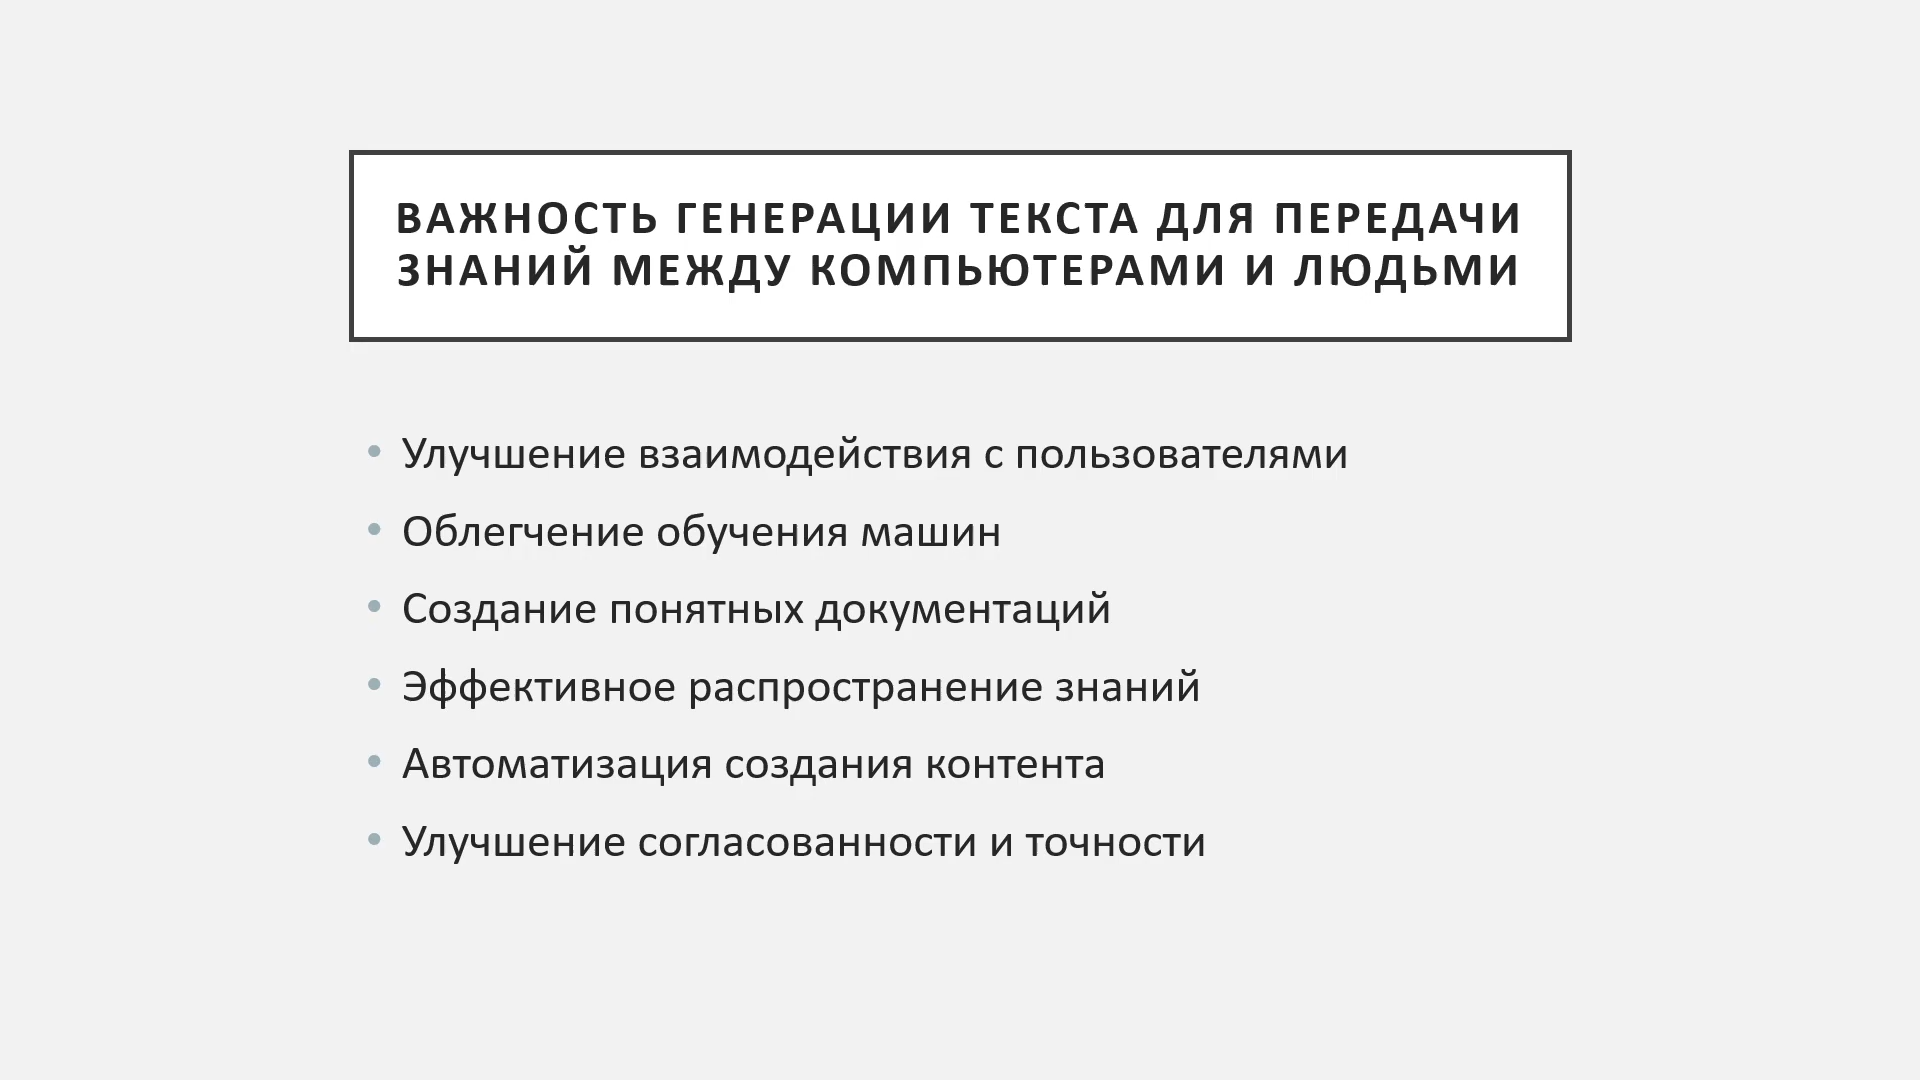 ВАЖНОСТЬ ГЕНЕРАЦИИ ТЕКСТА ДЛЯ ПЕРЕДАЧИ
ЗНАНИЙ МЕЖДУ КОМПЬЮТЕРАМИ И ЛЮДЬМИ
• Улучшение взаимодействия с пользователями
• Облегчение обучения машин
• Создание понятных документаций
• Эффективное распространение знаний
• Автоматизация создания контента
• Улучшение согласованности и точности